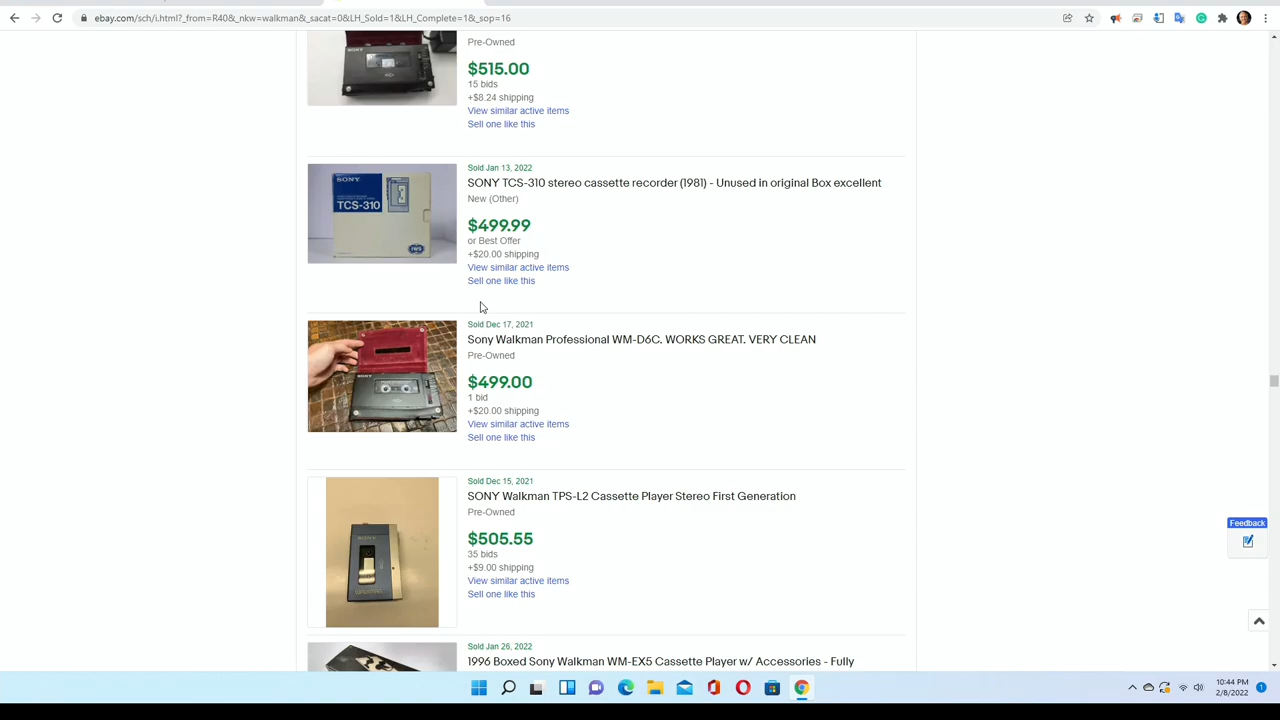 ebay.com/sch/i.html?_from=R40&_nkw=walkman&_sacat=0&LH_Sold=1&LH_Complete=1&_sop=16
Pre-Owned
$515.00
15 bids
+$8.24 shipping
View similar active items
Sell one like this
SONY
TCS-310
Sold Jan 13, 2022
SONY TCS-310 stereo cassette recorder (1981) - Unused in original Box excellent
New (Other)
$499.99
or Best Offer
+$20.00 shipping
View similar active items
Sell one like this
SONY
Sold Dec 17, 2021
Sony Walkman Professional WM-D6C. WORKS GREAT. VERY CLEAN
Pre-Owned
$499.00
1 bid
+$20.00 shipping
View similar active items
Sell one like this
SONY
WALKMAN
Sold Dec 15, 2021
SONY Walkman TPS-L2 Cassette Player Stereo First Generation
Pre-Owned
$505.55
35 bids
+$9.00 shipping
View similar active items
Sell one like this
Feedback
Sold Jan 26, 2022
1996 Boxed Sony Walkman WM-EX5 Cassette Player w/ Accessories - Fully
10:44 PM
2/8/2022
1